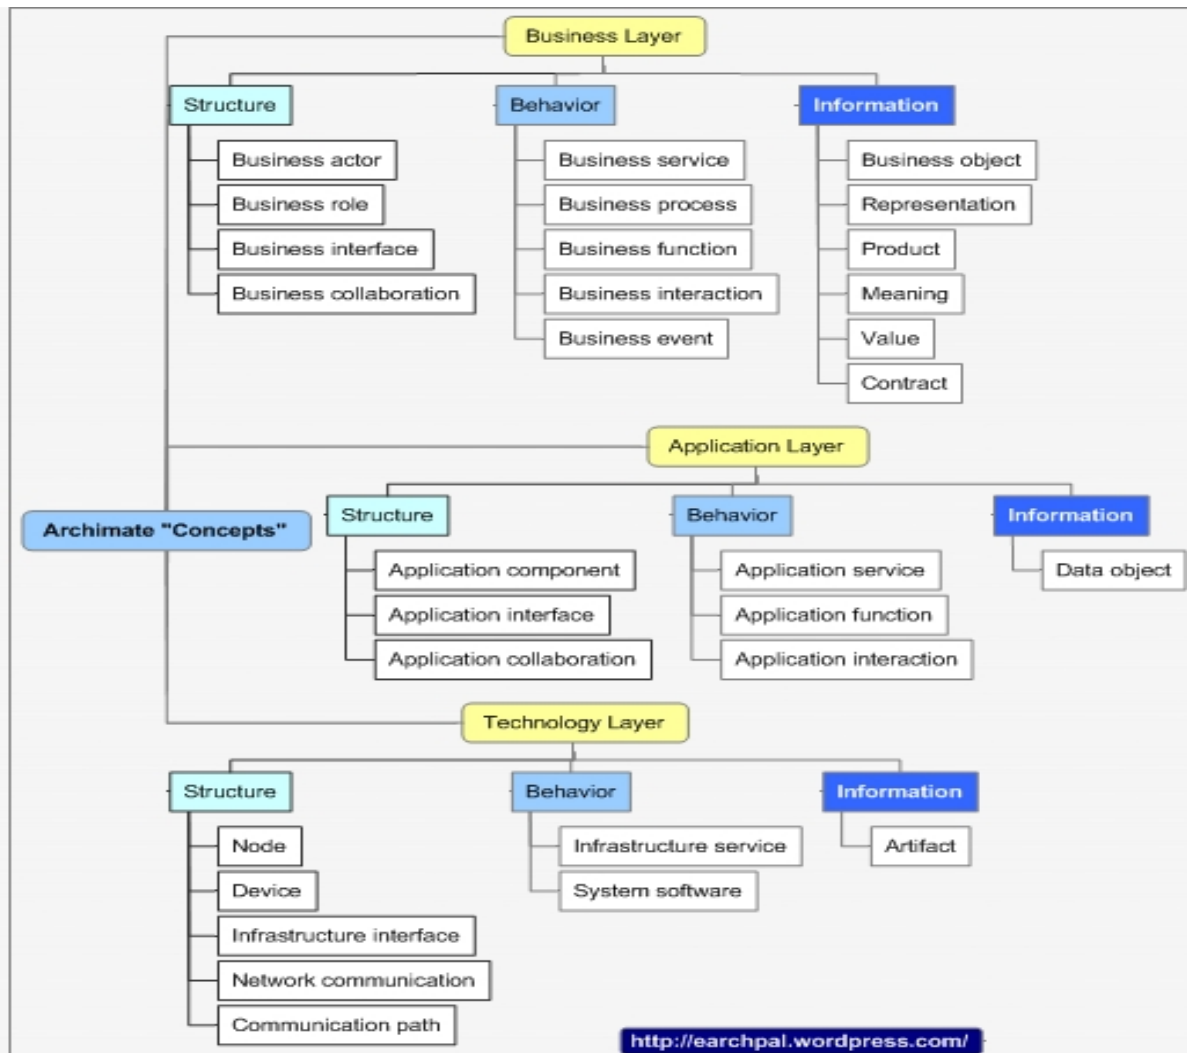 Business Layer
Structure
Behavior
Information
Business actor
Business role
Business interface
Business collaboration
Business service
Business process
Business function
Business interaction
Business event
Business object
Representation
Product
Meaning
Value
Contract
Application Layer
Archimate "Concepts"
Structure
Behavior
Information
Application component
Application interface
Application collaboration
Application service
Application function
Application interaction
Data object
Technology Layer
Structure
Behavior
Information
Node
Device
Infrastructure interface
Network communication
Communication path
Infrastructure service
System software
Artifact
http://earchpal.wordpress.com/